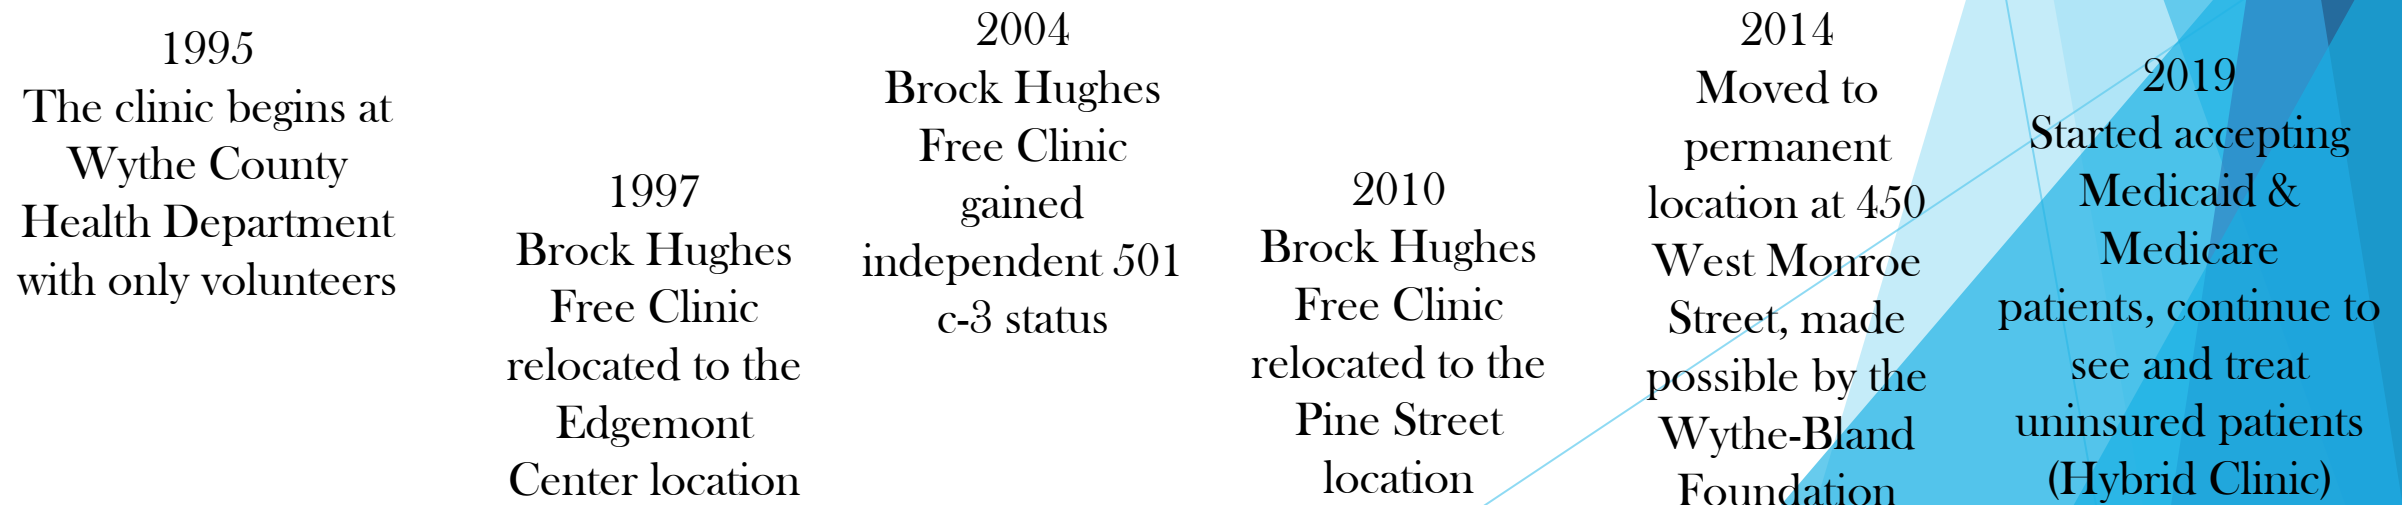 1995
The clinic begins at
Wythe County
Health Department
with only volunteers
1997
Brock Hughes
Free Clinic
relocated to the
Edgemont
Center location
2004
Brock Hughes
Free Clinic
gained
independent 501
c-3 status
2010
Brock Hughes
Free Clinic
relocated to the
Pine Street
location
2014
Moved to
permanent
location at 450
West Monroe
Street, made
possible by the
Wythe-Bland
Foundation
2019
Started accepting
Medicaid &
Medicare
patients, continue to
see and treat
uninsured patients
(Hybrid Clinic)